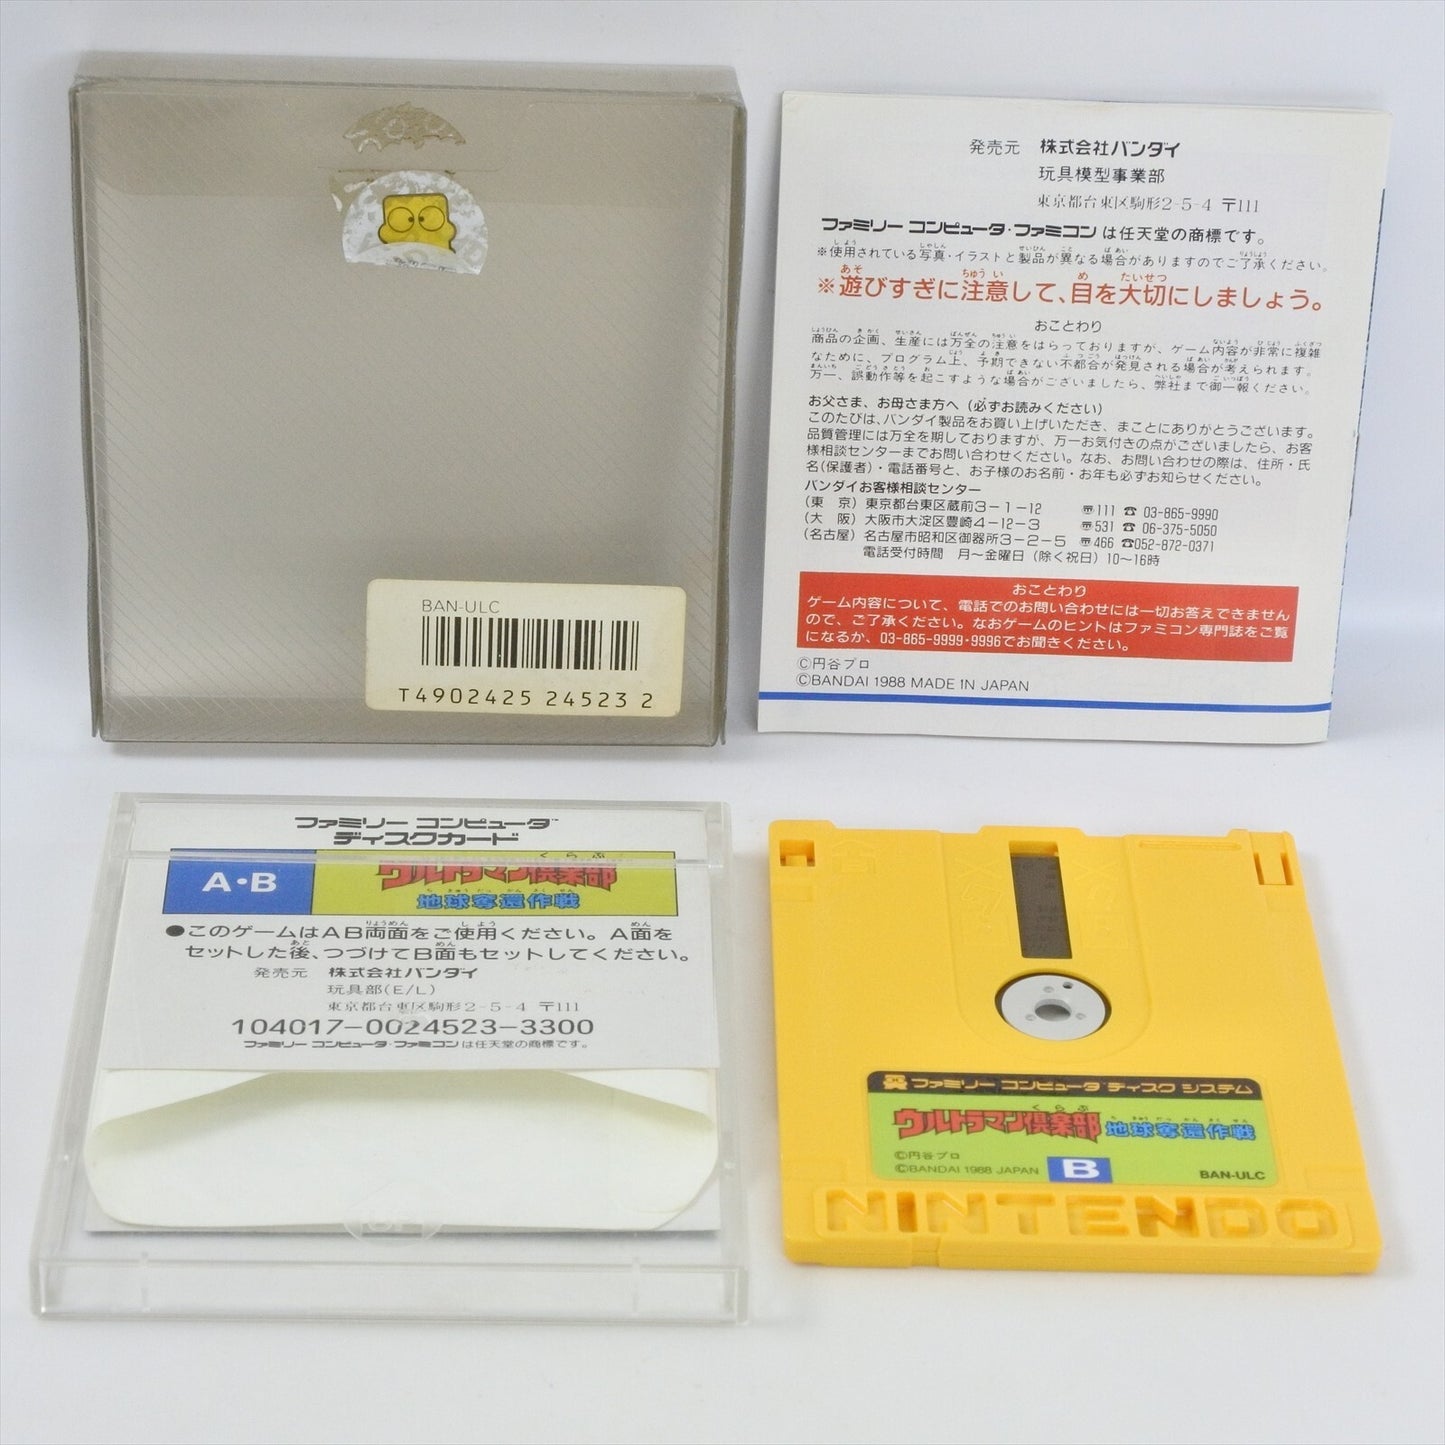 BAN-ULC
T4902425 24523 2
発売元 株式会社バンダイ
玩具模型事業部
東京都台東区駒形2-5-4 〒111
ファミリー コンピュータ・ファミコンは任天堂の商標です。
※使用されている写真・イラストと製品が異なる場合がありますのでご了承ください。
※遊びすぎに注意して、目を大切にしましょう。
おことわり
商品の企画、生産には万全の注意をはらっておりますが、ゲーム内容が非常に複雑
なために、プログラム上、予期できない不都合が発見される場合が考えられます。
万一、誤動作等を起こすような場合がございましたら、弊社まで御一報ください。
お父さま、お母さま方へ(必ずお読みください)
このたびは、バンダイ製品をお買い上げいただき、まことにありがとうございます。
品質管理には万全を期しておりますが、万一お気付きの点がございましたら、お客
様相談センターまでお問い合わせください。なお、お問い合わせの際は、住所・氏
名(保護者)・電話番号と、お子様のお名前・お年も必ずお知らせください。
バンダイお客様相談センター
(東 京) 東京都台東区蔵前3-1-12 〒111 ☎ 03-865-9990
(大 阪) 大阪市大淀区豊崎4-12-3 〒531 ☎ 06-375-5050
(名古屋) 名古屋市昭和区御器所3-2-5 〒466 ☎052-872-0371
電話受付時間 月〜金曜日(除く祝日)10〜16時
おことわり
ゲーム内容について、電話でのお問い合わせには一切お答えできません
ので、ご了承ください。なおゲームのヒントはファミコン専門誌をご覧
になるか、03-865-9999・9996でお聞きください。
©円谷プロ
©BANDAI 1988 MADE IN JAPAN
ファミリー コンピュータ™
ディスクカード
A・B
くらぶ
ウルトラマン倶楽部
ちきゅうだっかんさくせん
地球奪還作戦
●このゲームはAB両面をご使用ください。A面を
セットした後、つづけてB面もセットしてください。
発売元 株式会社バンダイ
玩具部(E/L)
東京都台東区駒形2-5-4 〒111
104017-0024523-3300
ファミリー コンピュータ・ファミコンは任天堂の商標です。
ファミリー コンピュータ ディスク システム
くらぶ ちきゅうだっかんさくせん
ウルトラマン倶楽部 地球奪還作戦
©円谷プロ
©BANDAI 1988 JAPAN B BAN-ULC
NINTENDO